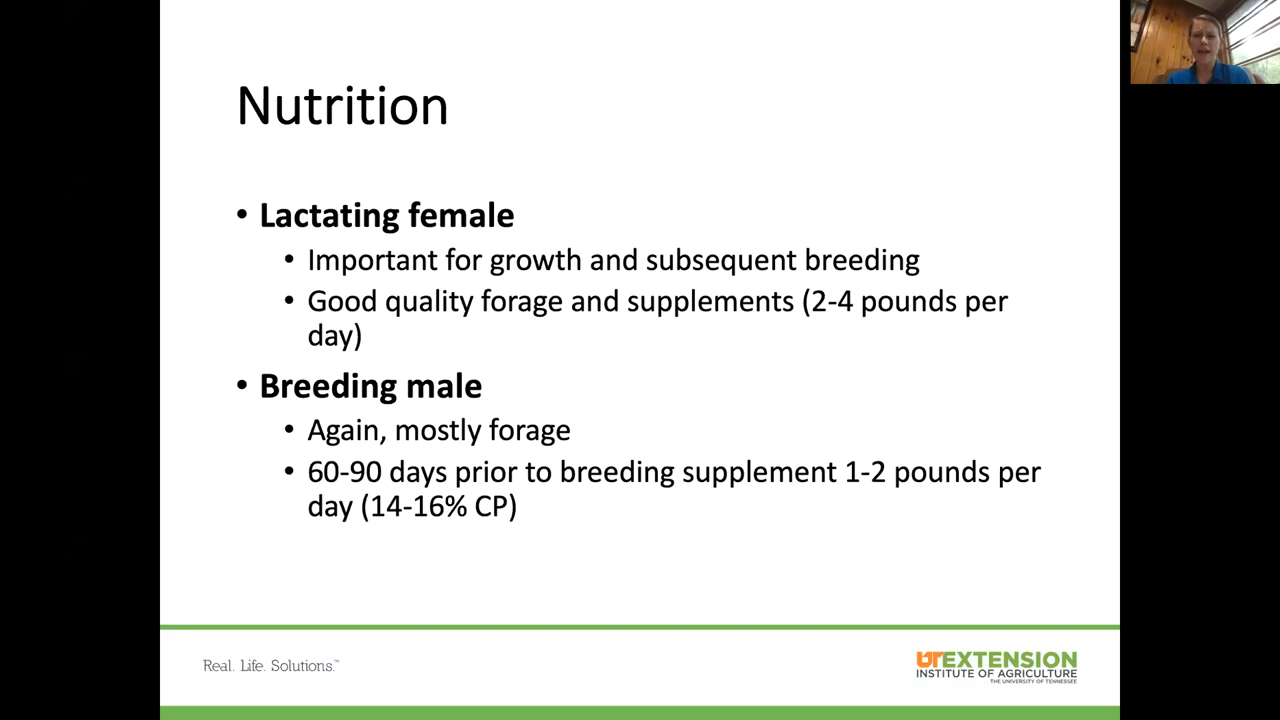 Nutrition
• Lactating female
• Important for growth and subsequent breeding
• Good quality forage and supplements (2-4 pounds per
day)
• Breeding male
• Again, mostly forage
• 60-90 days prior to breeding supplement 1-2 pounds per
day (14-16% CP)
Real. Life. Solutions.™
UTEXTENSION
INSTITUTE OF AGRICULTURE
THE UNIVERSITY OF TENNESSEE